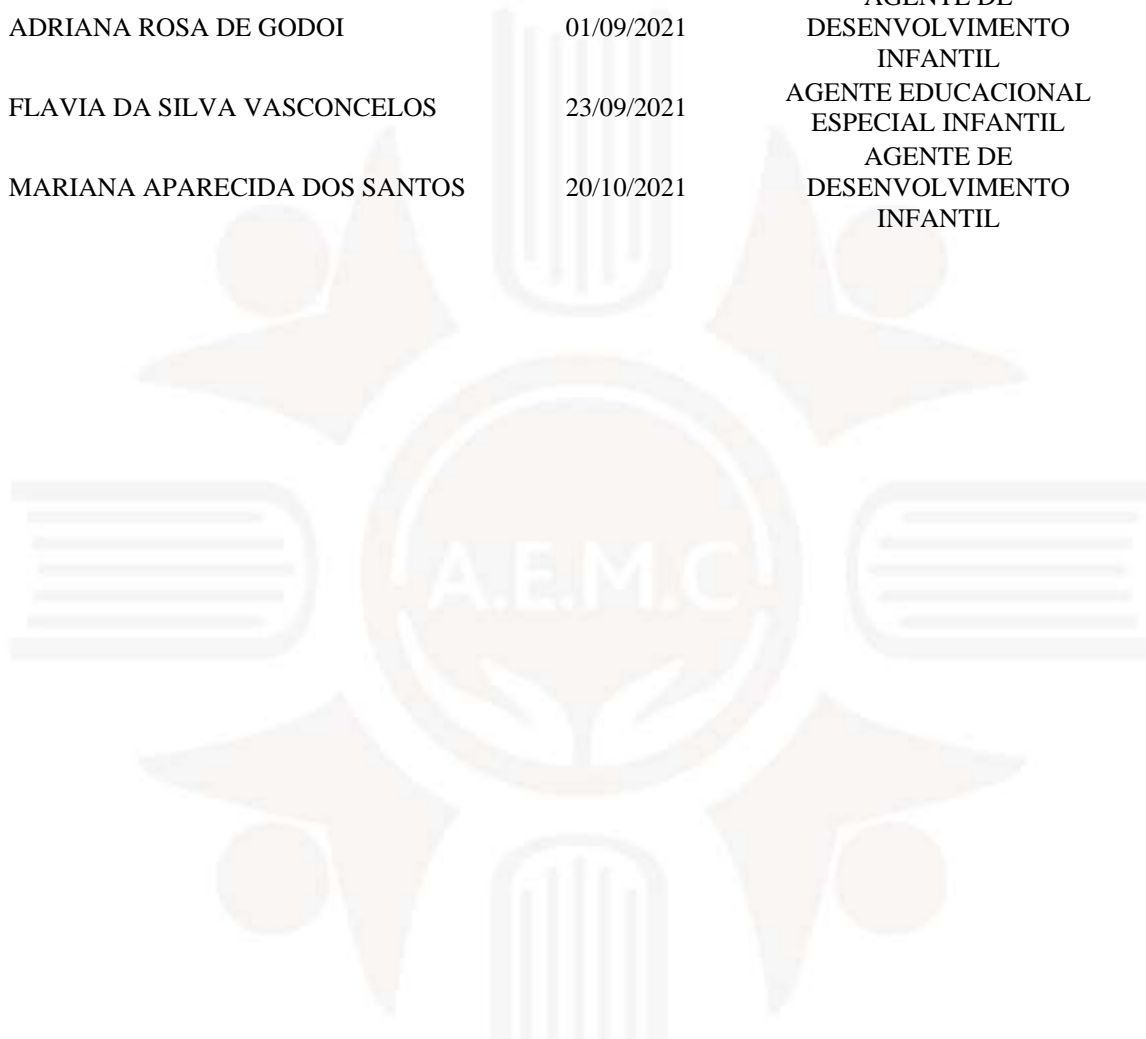 AGENTE DE
ADRIANA ROSA DE GODOI 01/09/2021 DESENVOLVIMENTO
INFANTIL
FLAVIA DA SILVA VASCONCELOS 23/09/2021 AGENTE EDUCACIONAL
ESPECIAL INFANTIL
AGENTE DE
MARIANA APARECIDA DOS SANTOS 20/10/2021 DESENVOLVIMENTO
INFANTIL
A.E.M.C